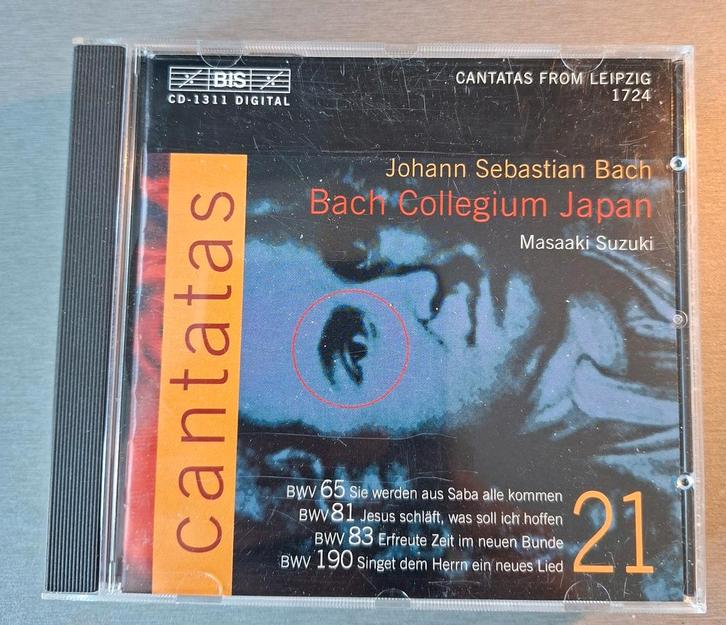 BIS
CD-1311 DIGITAL
CANTATAS FROM LEIPZIG
1724
Johann Sebastian Bach
Bach Collegium Japan
Masaaki Suzuki
cantatas
BWV 65 Sie werden aus Saba alle kommen
BWV 81 Jesus schläft, was soll ich hoffen
BWV 83 Erfreute Zeit im neuen Bunde
BWV 190 Singet dem Herrn ein neues Lied
21